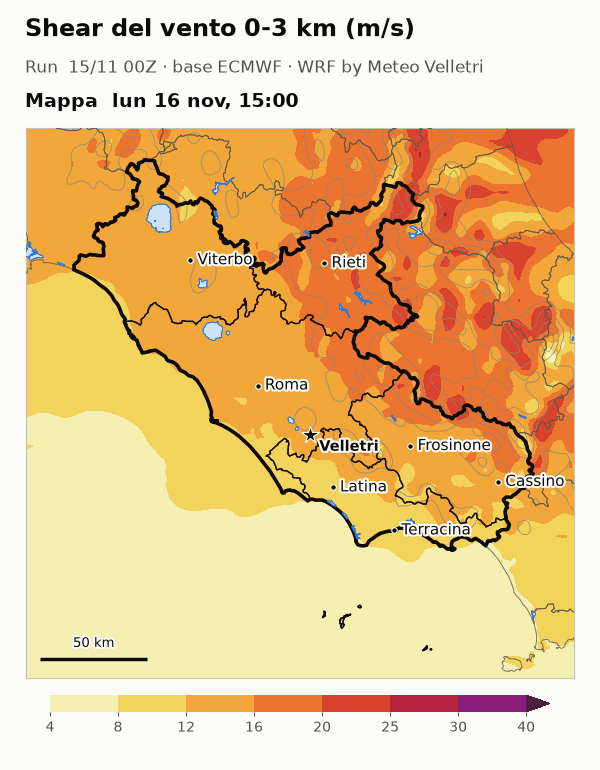 Shear del vento 0-3 km (m/s)
Run  15/11 00Z · base ECMWF · WRF by Meteo Velletri
Mappa  lun 16 nov, 15:00
Viterbo
Rieti
Roma
Velletri
Frosinone
Latina
Cassino
Terracina
50 km
4 8 12 16 20 25 30 40